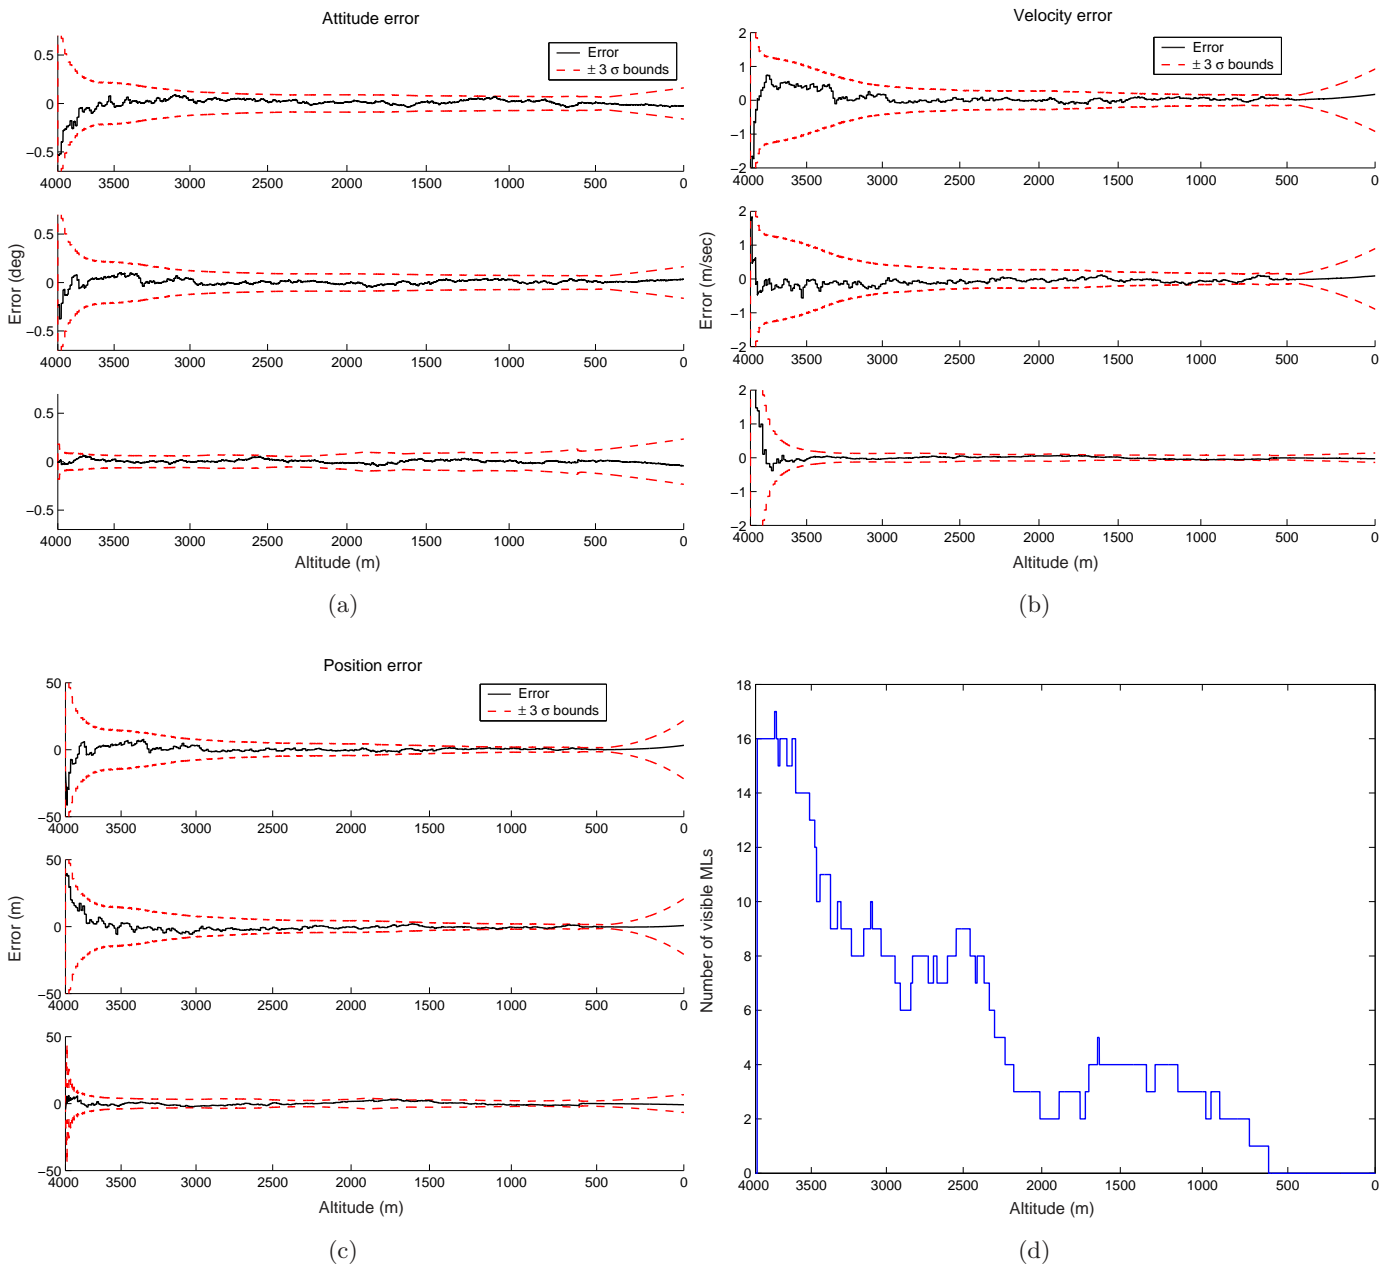 Attitude error
0.5
0
−0.5
Error
± 3 σ bounds
4000 3500 3000 2500 2000 1500 1000 500 0
0.5
0
−0.5
Error (deg)
4000 3500 3000 2500 2000 1500 1000 500 0
0.5
0
−0.5
4000 3500 3000 2500 2000 1500 1000 500 0
Altitude (m)
(a)
Velocity error
2
1
0
−1
−2
Error
± 3 σ bounds
4000 3500 3000 2500 2000 1500 1000 500 0
2
1
0
−1
−2
Error (m/sec)
4000 3500 3000 2500 2000 1500 1000 500 0
2
1
0
−1
−2
4000 3500 3000 2500 2000 1500 1000 500 0
Altitude (m)
(b)
Position error
50
0
−50
Error
± 3 σ bounds
4000 3500 3000 2500 2000 1500 1000 500 0
50
0
−50
Error (m)
4000 3500 3000 2500 2000 1500 1000 500 0
50
0
−50
4000 3500 3000 2500 2000 1500 1000 500 0
Altitude (m)
(c)
18
16
14
12
10
8
6
4
2
0
Number of visible MLs
4000 3500 3000 2500 2000 1500 1000 500 0
Altitude (m)
(d)